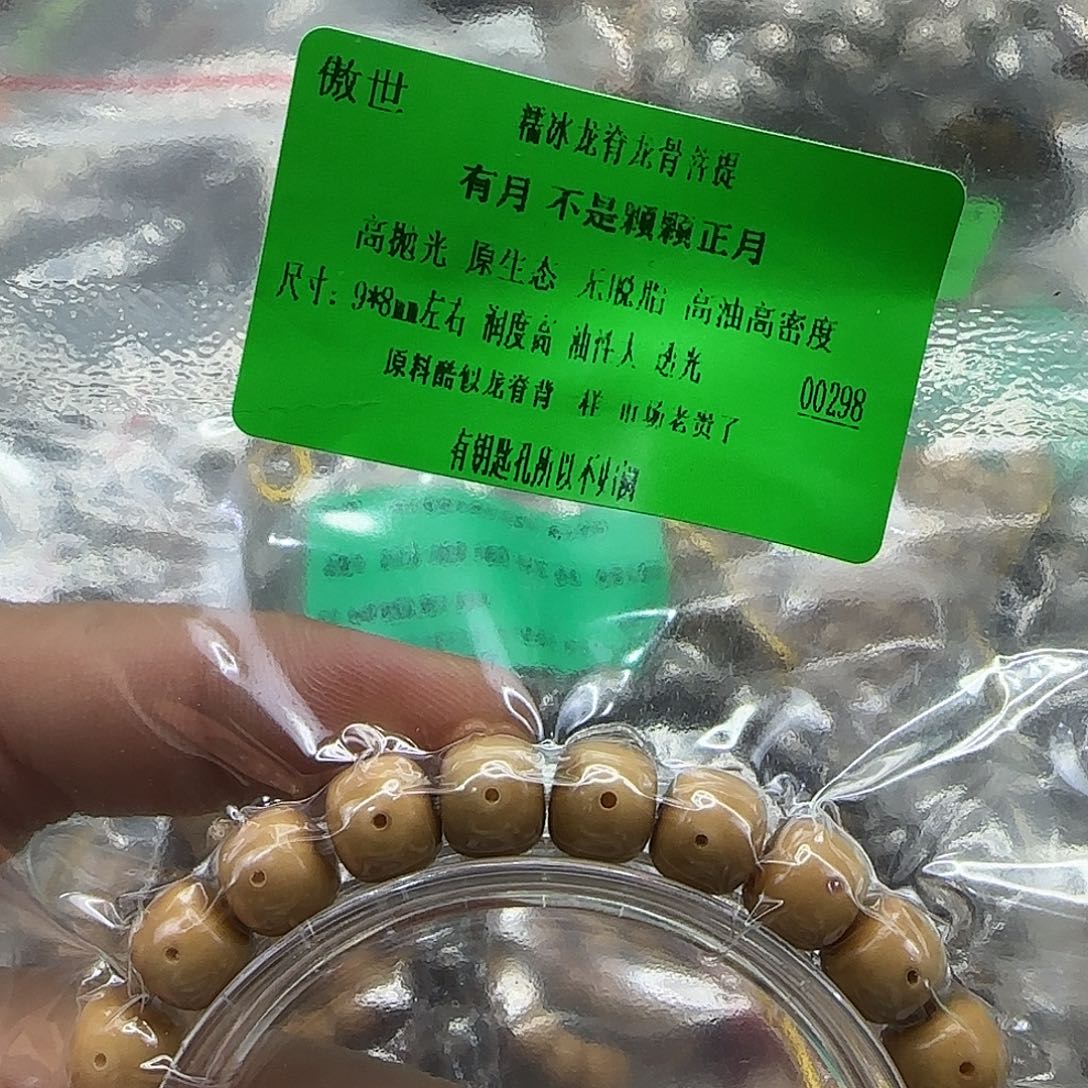 傲世
糯冰龙脊龙骨菩提
有月 不是颗颗正月
高抛光 原生态 无脱脂 高油高密度
尺寸: 9*8mm左右 润度高 油性大 透光
00298
原料酷似龙脊背 样 市场老贵了
有钥匙孔所以不